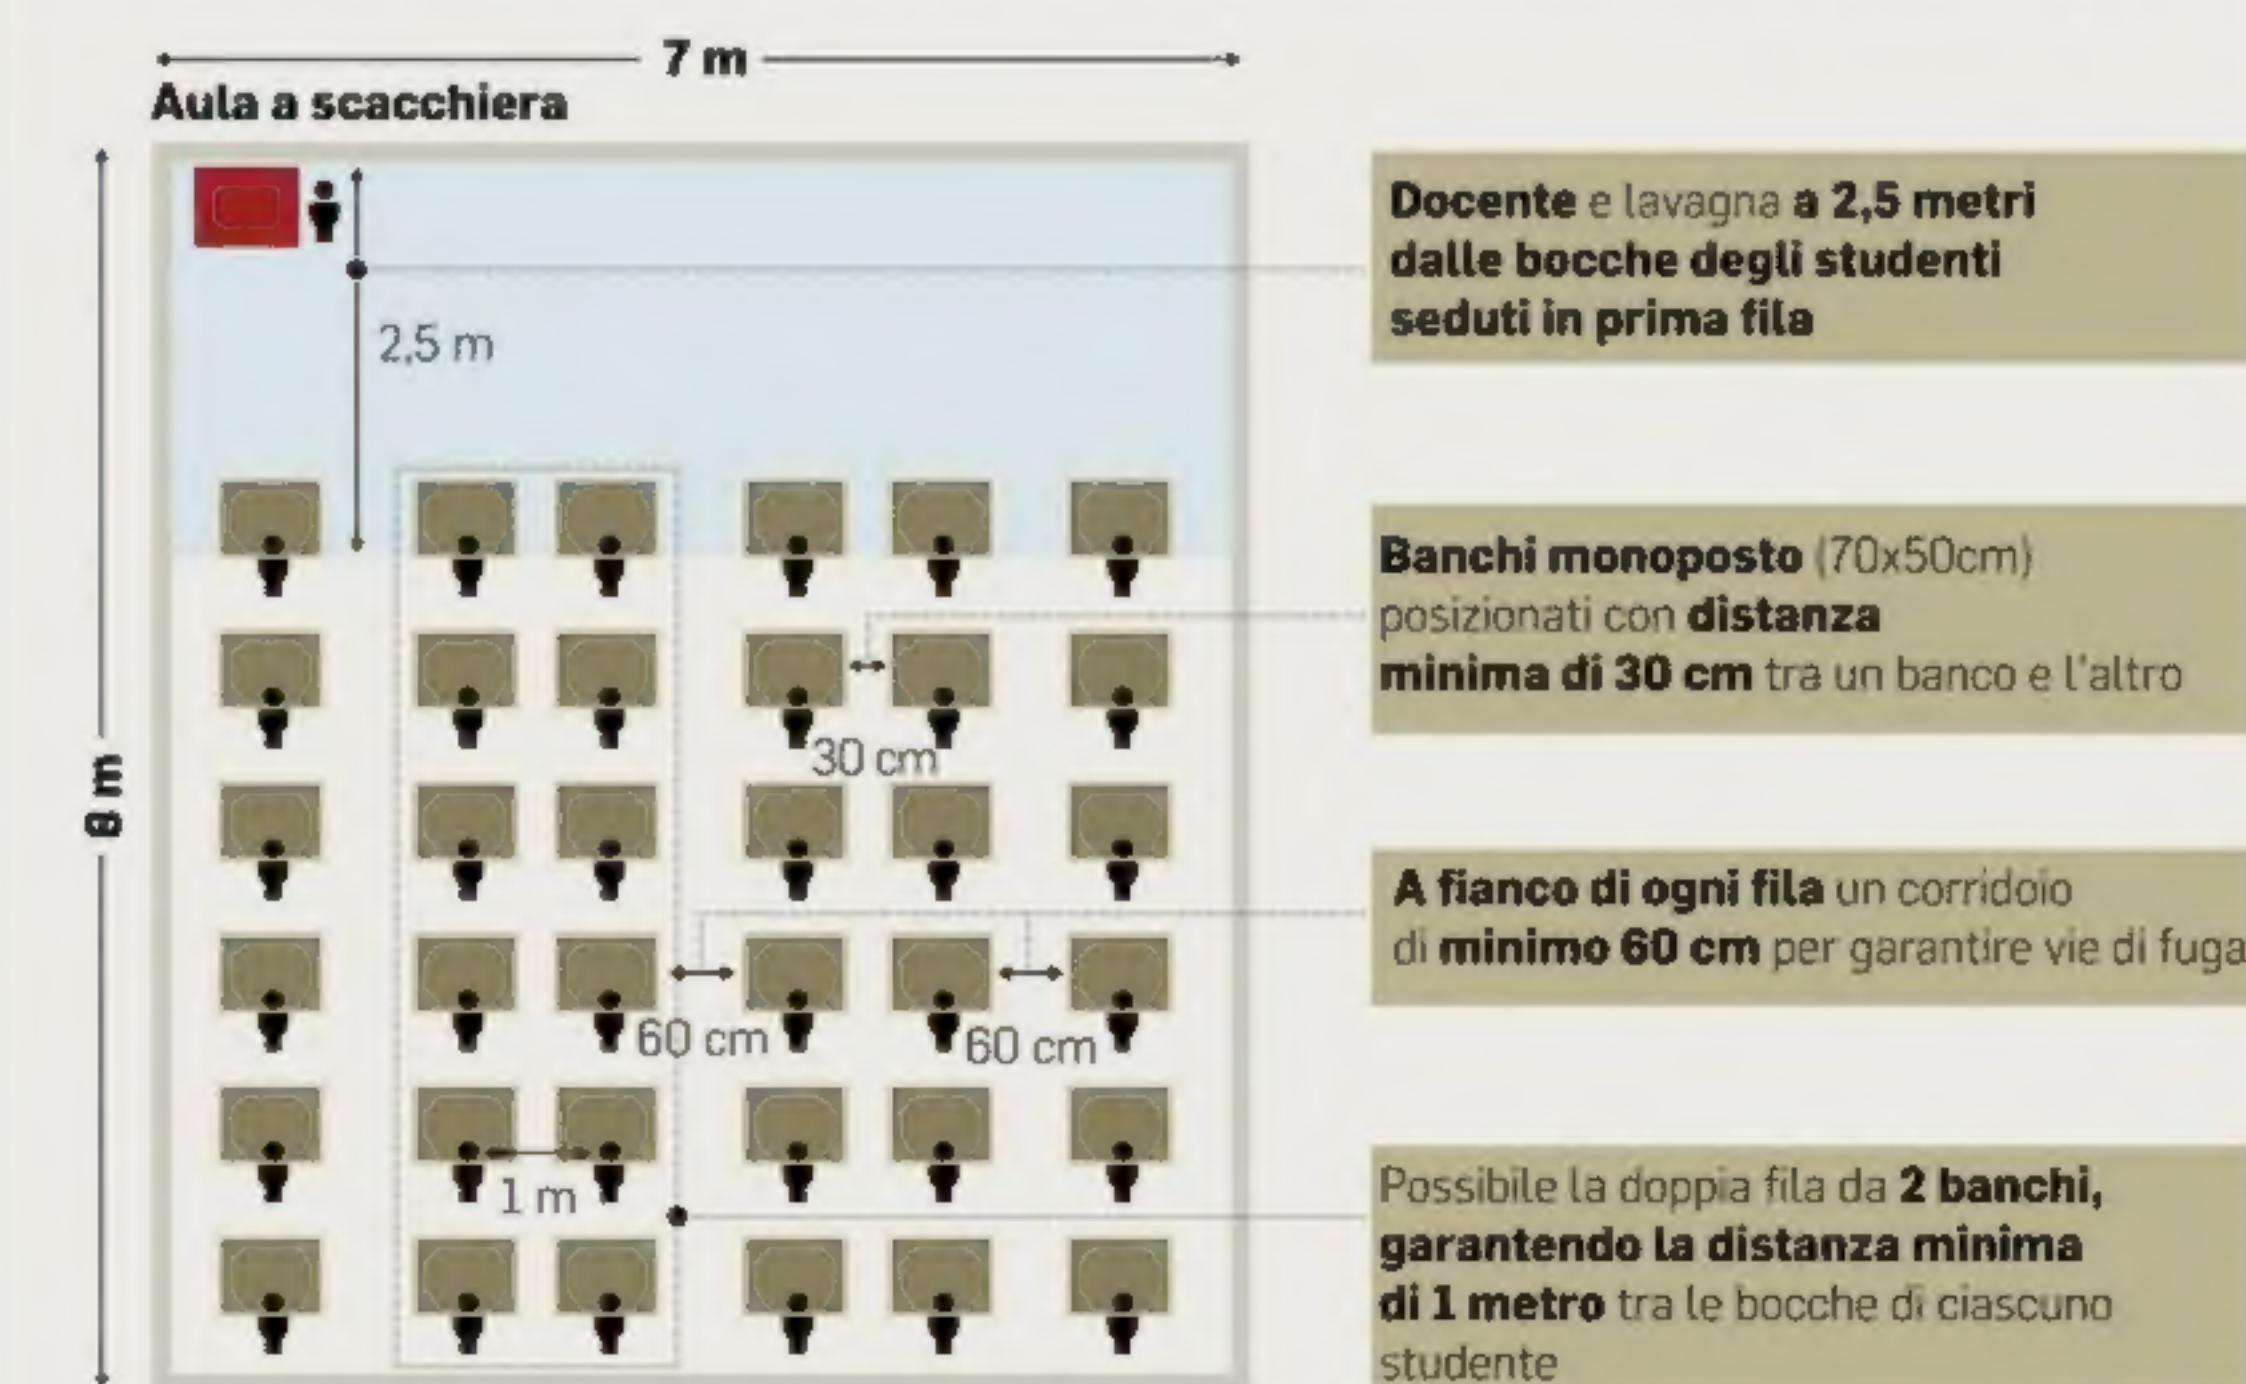 7 m
Aula a scacchiera
8 m
2,5 m
30 cm
60 cm
60 cm
1 m
Docente e lavagna a 2,5 metri
dalle bocche degli studenti
seduti in prima fila
Banchi monoposto (70x50cm)
posizionati con distanza
minima di 30 cm tra un banco e l'altro
A fianco di ogni fila un corridoio
di minimo 60 cm per garantire vie di fuga
Possibile la doppia fila da 2 banchi,
garantendo la distanza minima
di 1 metro tra le bocche di ciascuno
studente